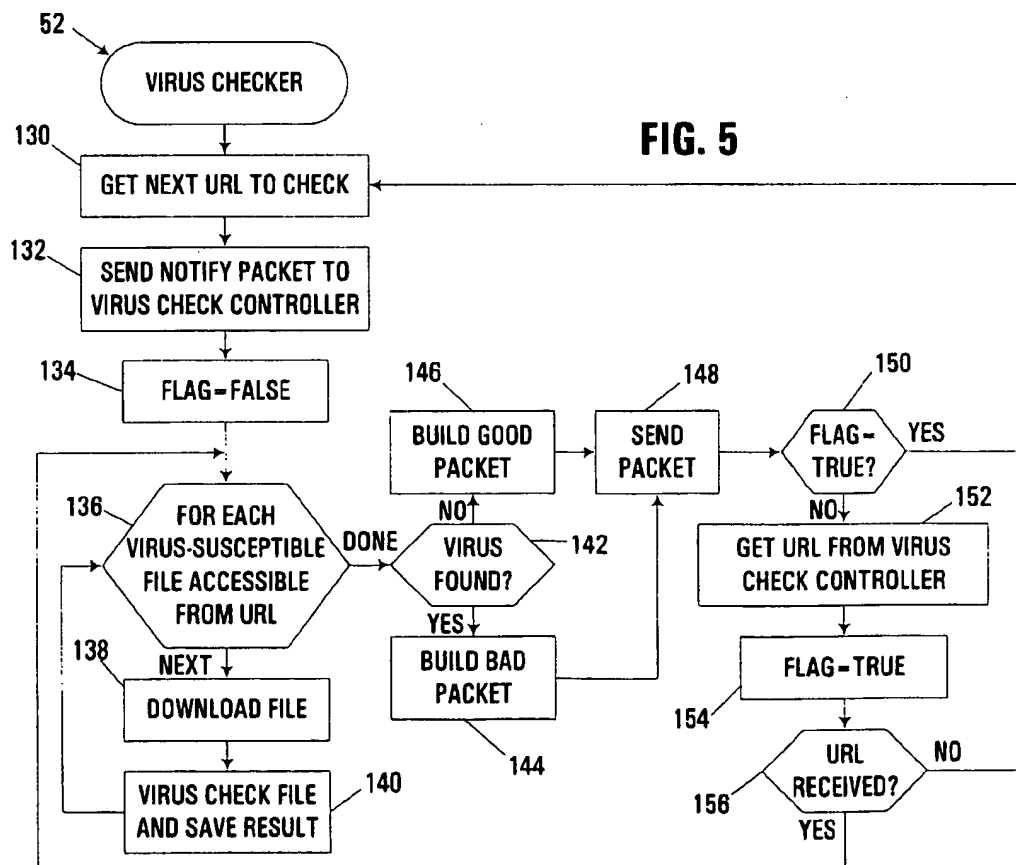 52
VIRUS CHECKER
FIG. 5
130
GET NEXT URL TO CHECK
132
SEND NOTIFY PACKET TO
VIRUS CHECK CONTROLLER
134
FLAG=FALSE
136
FOR EACH
VIRUS-SUSCEPTIBLE
FILE ACCESSIBLE
FROM URL
DONE
NEXT
138
DOWNLOAD FILE
VIRUS CHECK FILE
AND SAVE RESULT
140
VIRUS
FOUND?
142
NO
YES
146
BUILD GOOD
PACKET
BUILD BAD
PACKET
144
148
SEND
PACKET
150
FLAG=
TRUE?
YES
NO
152
GET URL FROM VIRUS
CHECK CONTROLLER
FLAG=TRUE
154
URL
RECEIVED?
156
NO
YES